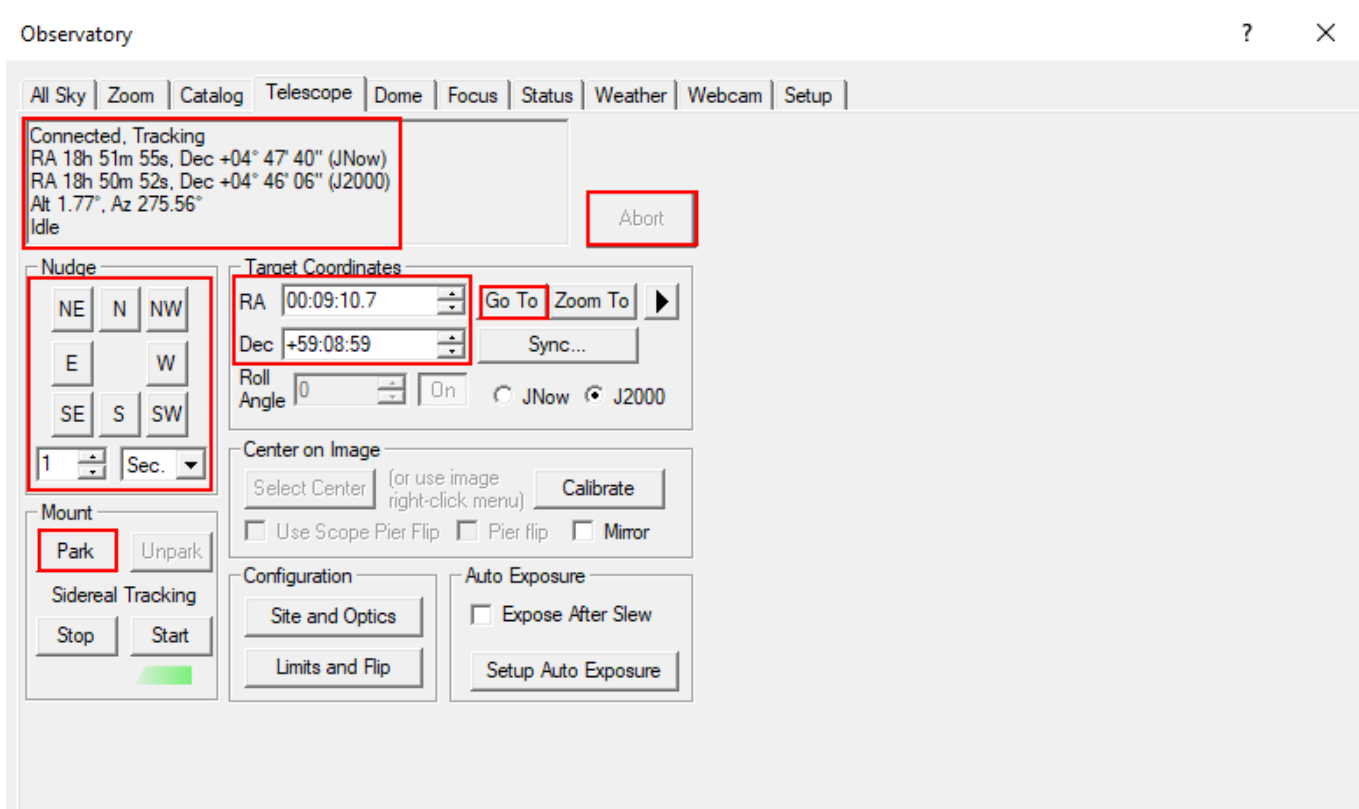 Observatory
?
All Sky Zoom Catalog Telescope Dome Focus Status Weather Webcam Setup
Connected, Tracking
RA 18h 51m 55s, Dec +04° 47' 40" (JNow)
RA 18h 50m 52s, Dec +04° 46' 06" (J2000)
Alt 1.77°, Az 275.56°
Idle
Abort
Nudge
NE N NW
E W
SE S SW
1 Sec.
Target Coordinates
RA 00:09:10.7 Go To Zoom To
Dec +59:08:59 Sync...
Roll Angle 0 On JNow J2000
Center on Image
Select Center (or use image right-click menu) Calibrate
Use Scope Pier Flip Pier flip Mirror
Mount
Park Unpark
Sidereal Tracking
Stop Start
Configuration
Site and Optics
Limits and Flip
Auto Exposure
Expose After Slew
Setup Auto Exposure